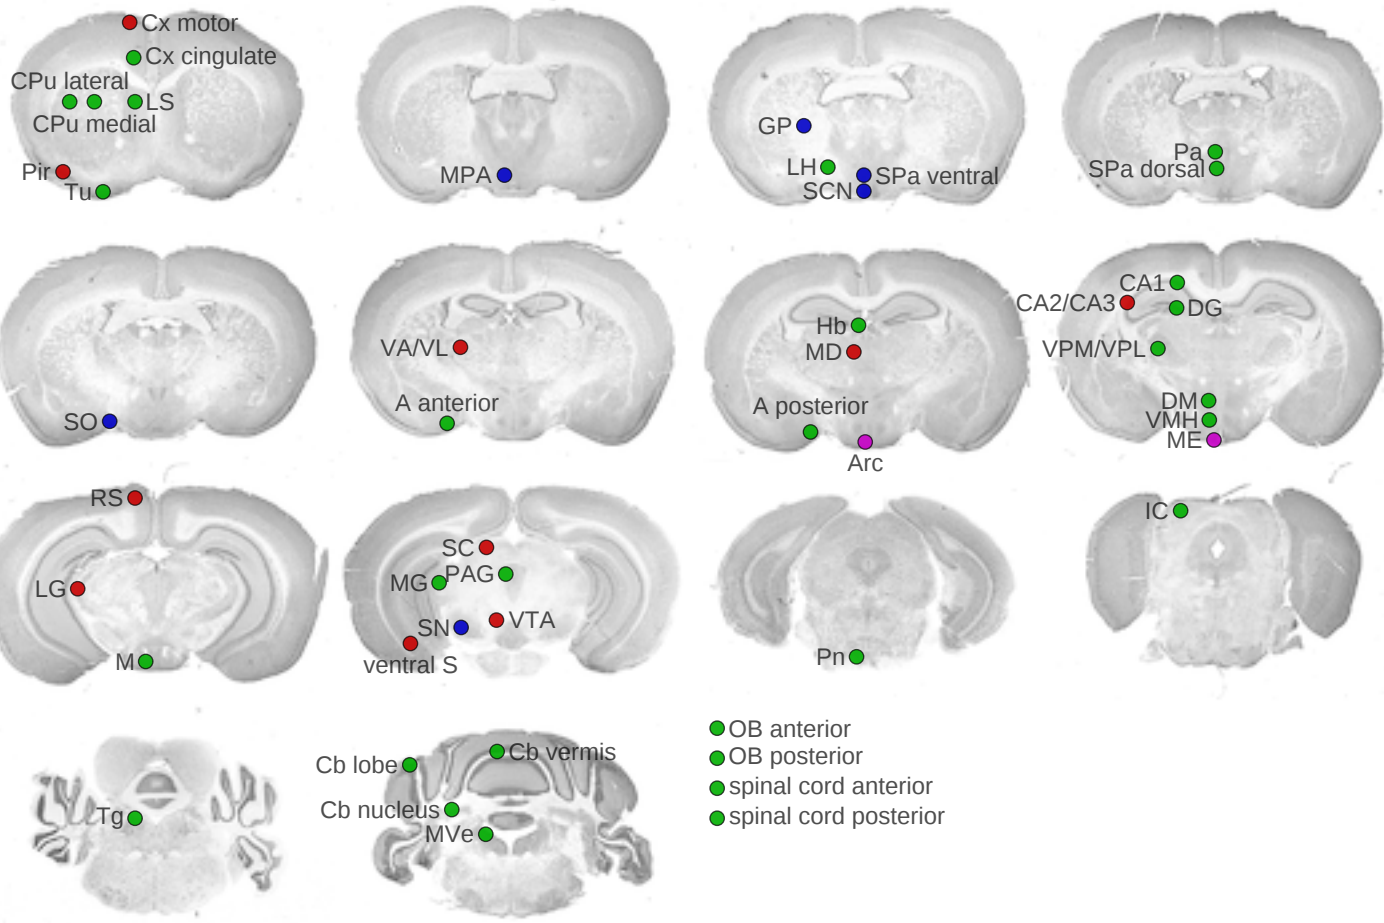 Cx motor
Cx cingulate
CPu lateral
LS
CPu medial
Pir
Tu
MPA
GP
LH
SPa ventral
SCN
Pa
SPa dorsal
SO
VA/VL
A anterior
Hb
MD
A posterior
Arc
CA1
CA2/CA3
DG
VPM/VPL
DM
VMH
ME
RS
LG
M
SC
MG
PAG
SN
VTA
ventral S
Pn
IC
Tg
Cb lobe
Cb vermis
Cb nucleus
MVe
OB anterior
OB posterior
spinal cord anterior
spinal cord posterior